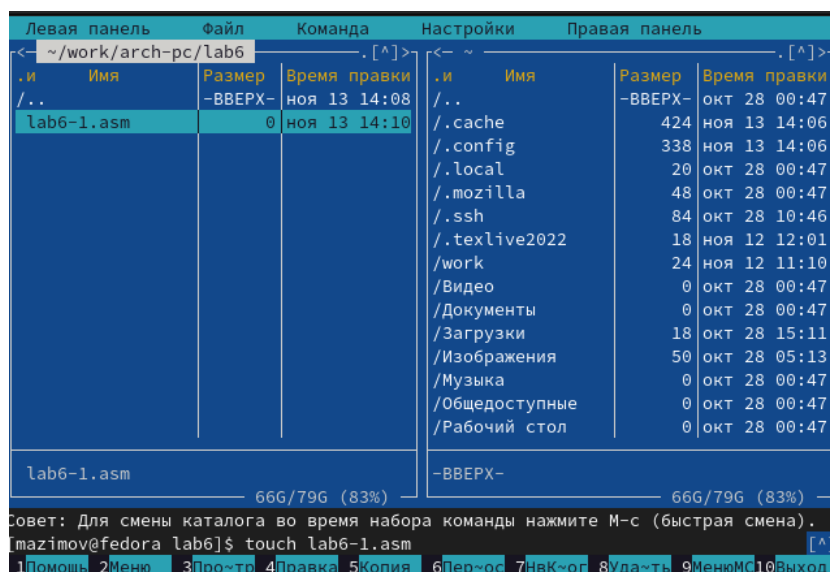 Левая панель Файл Команда Настройки Правая панель
<— ~/work/arch-pc/lab6 —.[^]>
.и Имя Размер Время правки
/.. -ВВЕРХ- ноя 13 14:08
lab6-1.asm 0 ноя 13 14:10
lab6-1.asm
66G/79G (83%)
<— ~ —.[^]>
.и Имя Размер Время правки
/.. -ВВЕРХ- окт 28 00:47
/.cache 424 ноя 13 14:06
/.config 338 ноя 13 14:06
/.local 20 окт 28 00:47
/.mozilla 48 окт 28 00:47
/.ssh 84 окт 28 10:46
/.texlive2022 18 ноя 12 12:01
/work 24 ноя 12 11:10
/Видео 0 окт 28 00:47
/Документы 0 окт 28 00:47
/Загрузки 18 окт 28 15:11
/Изображения 50 окт 28 05:13
/Музыка 0 окт 28 00:47
/Общедоступные 0 окт 28 00:47
/Рабочий стол 0 окт 28 00:47
-ВВЕРХ-
66G/79G (83%)
Совет: Для смены каталога во время набора команды нажмите M-c (быстрая смена).
[mazimov@fedora lab6]$ touch lab6-1.asm [^
1Помощь 2Меню 3Про~тр 4Правка 5Копия 6Пер~ос 7НвК~ог 8Уда~ть 9МенюMC 10Выход